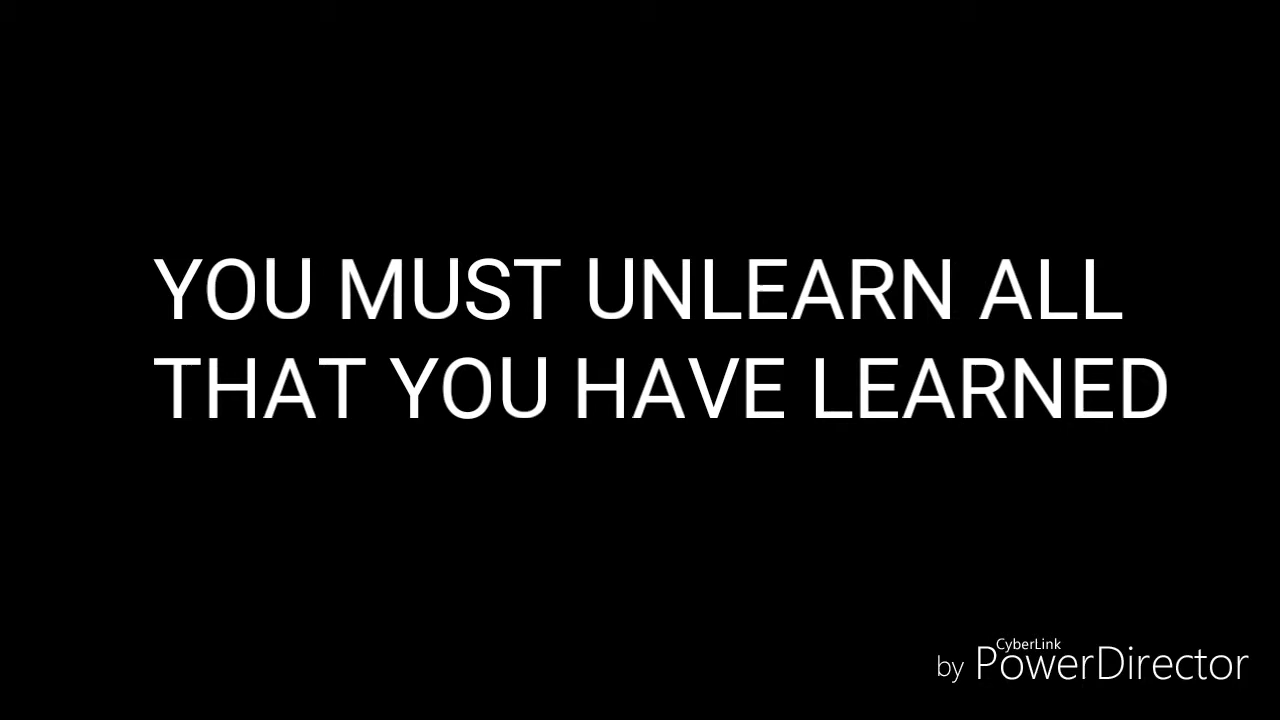 YOU MUST UNLEARN ALL
THAT YOU HAVE LEARNED
CyberLink
by PowerDirector